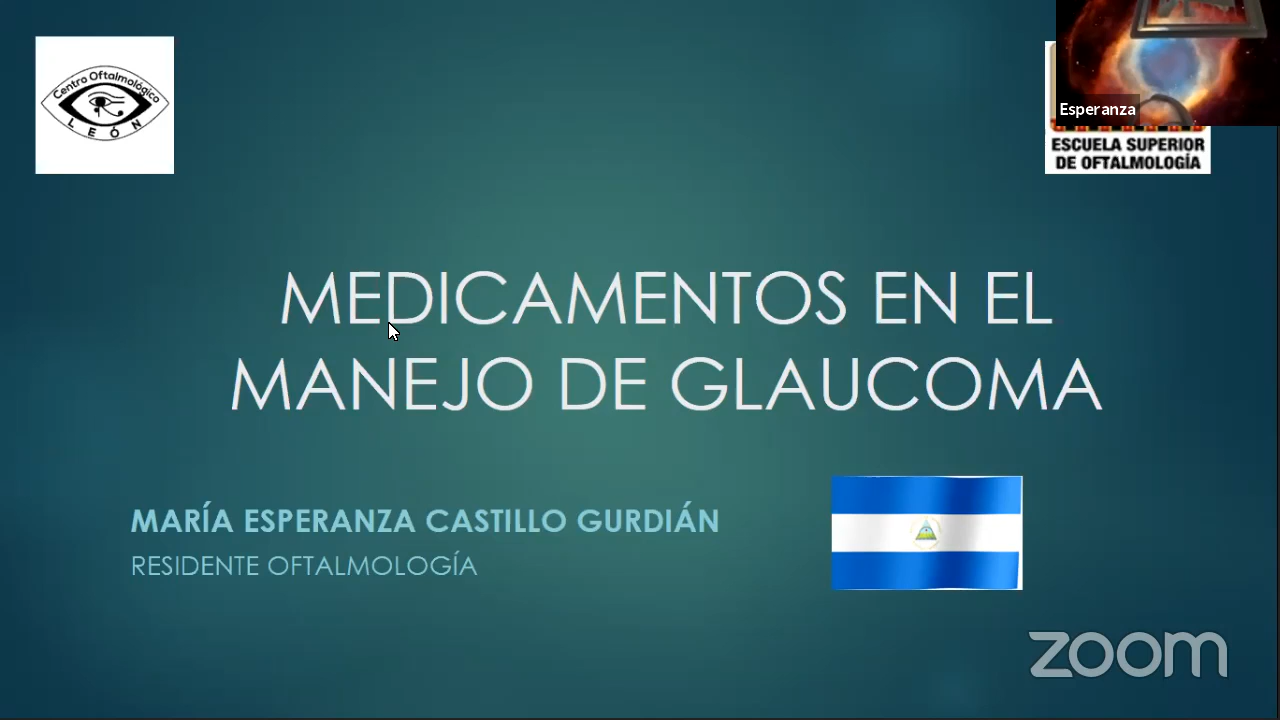 Centro Oftalmológico
LEÓN
Esperanza
ESCUELA SUPERIOR
DE OFTALMOLOGÍA
MEDICAMENTOS EN EL
MANEJO DE GLAUCOMA
MARÍA ESPERANZA CASTILLO GURDIÁN
RESIDENTE OFTALMOLOGÍA
zoom